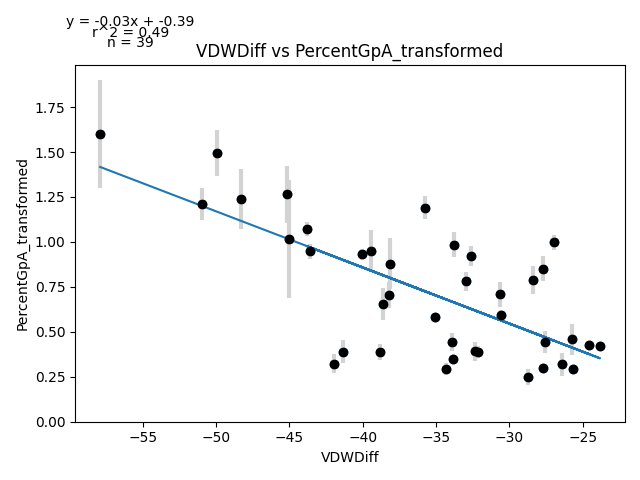 y = -0.03x + -0.39
r^2 = 0.49
n = 39
VDWDiff vs PercentGpA_transformed
1.75
1.50
1.25
1.00
0.75
0.50
0.25
0.00
PercentGpA_transformed
−55 −50 −45 −40 −35 −30 −25
VDWDiff